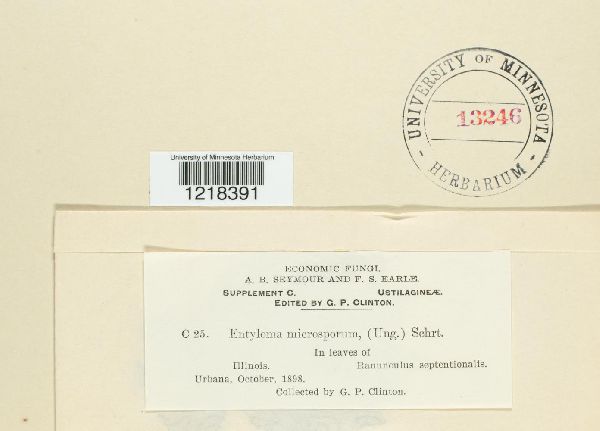 UNIVERSITY OF MINNESOTA
- HERBARIUM -
13246
University of Minnesota Herbarium
1218391
ECONOMIC FUNGI,
A. B. SEYMOUR AND F. S. EARLE.
SUPPLEMENT C. USTILAGINEÆ.
EDITED BY G. P. CLINTON.
C 25. Entyloma microsporum, (Ung.) Schrt.
In leaves of
Illinois. Ranunculus septentionalis.
Urbana, October, 1898.
Collected by G. P. Clinton.